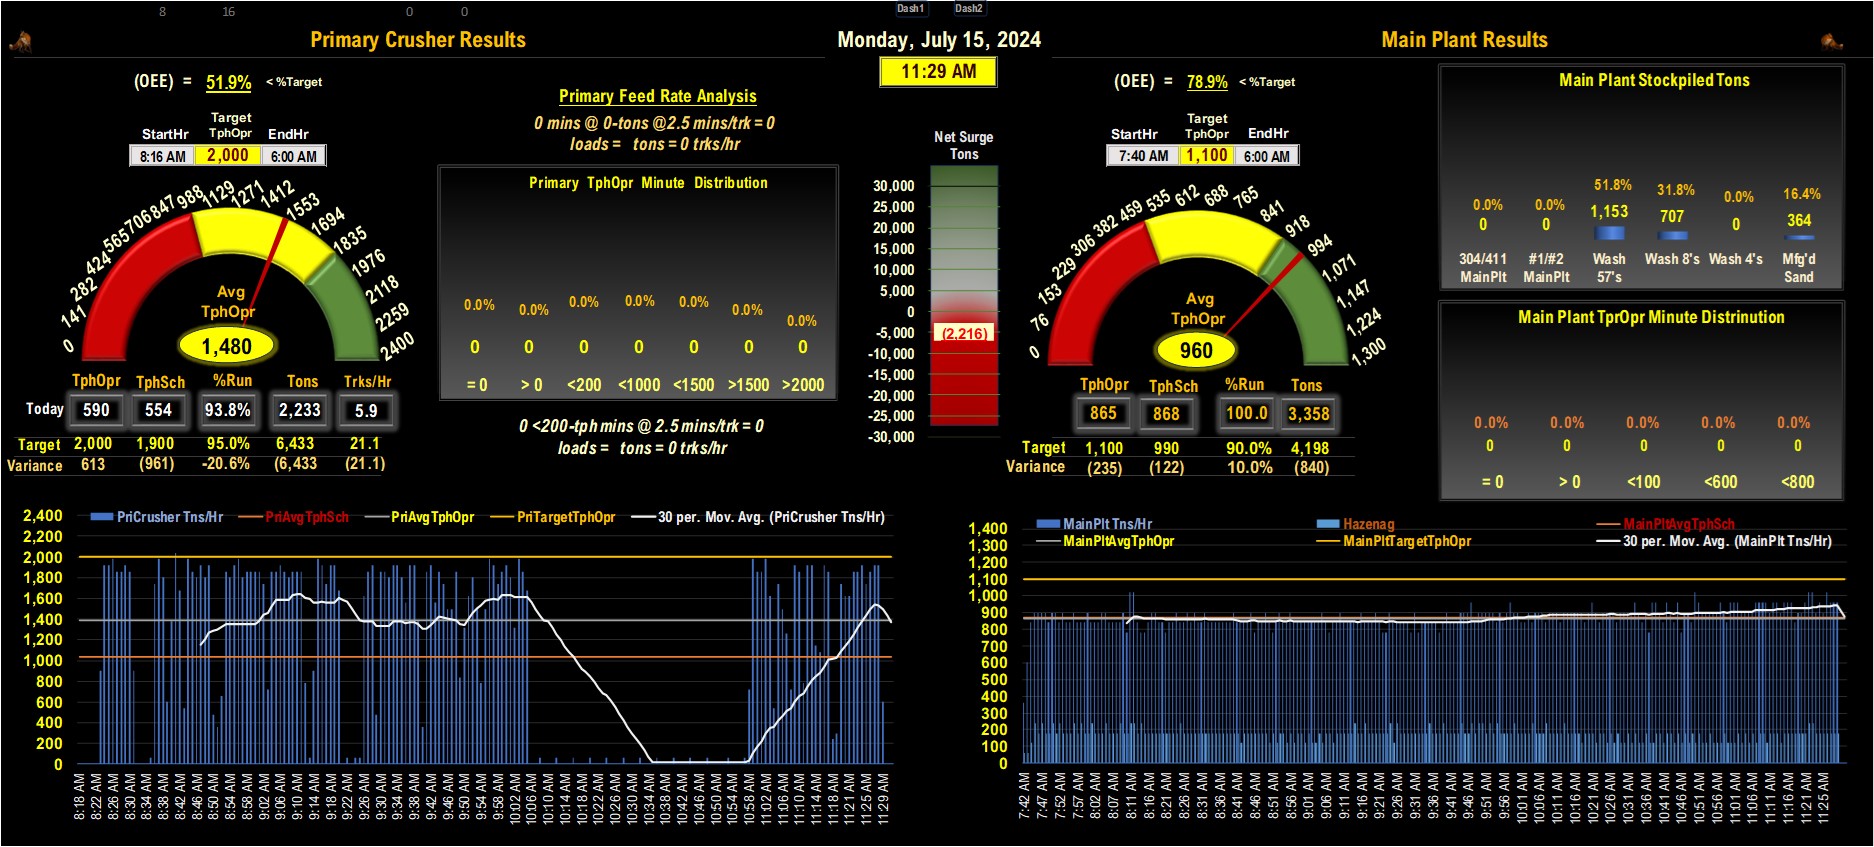 8 16 0 0 Dash1 Dash2
Primary Crusher Results
Monday, July 15, 2024
11:29 AM
Main Plant Results
(OEE) = 51.9% < %Target
Target
StartHr TphOpr EndHr
8:16 AM 2,000 6:00 AM
0 141 282 424 565 706 847 988 1129 1271 1412 1553 1694 1835 1976 2118 2259 2400
Avg
TphOpr
1,480
TphOpr TphSch %Run Tons Trks/Hr
Today 590 554 93.8% 2,233 5.9
Target 2,000 1,900 95.0% 6,433 21.1
Variance 613 (961) -20.6% (6,433 (21.1)
Primary Feed Rate Analysis
0 mins @ 0-tons @2.5 mins/trk = 0
loads = tons = 0 trks/hr
Primary TphOpr Minute Distribution
0.0% 0.0% 0.0% 0.0% 0.0% 0.0% 0.0%
0 0 0 0 0 0 0
= 0 > 0 <200 <1000 <1500 >1500 >2000
0 <200-tph mins @ 2.5 mins/trk = 0
loads = tons = 0 trks/hr
Net Surge
Tons
30,000
25,000
20,000
15,000
10,000
5,000
0
-5,000
(2,216)
-10,000
-15,000
-20,000
-25,000
-30,000
(OEE) = 78.9% < %Target
Target
StartHr TphOpr EndHr
7:40 AM 1,100 6:00 AM
0 76 153 229 306 382 459 535 612 688 765 841 918 994 1,071 1,147 1,224 1,300
Avg
TphOpr
960
TphOpr TphSch %Run Tons
865 868 100.0 3,358
Target 1,100 990 90.0% 4,198
Variance (235) (122) 10.0% (840)
Main Plant Stockpiled Tons
0.0% 0.0% 51.8% 31.8% 0.0% 16.4%
0 0 1,153 707 0 364
304/411 #1/#2 Wash Wash 8's Wash 4's Mfg'd
MainPlt MainPlt 57's Sand
Main Plant TprOpr Minute Distrinution
0.0% 0.0% 0.0% 0.0% 0.0%
0 0 0 0 0
= 0 > 0 <100 <600 <800
PriCrusher Tns/Hr PriAvgTphSch PriAvgTphOpr PriTargetTphOpr 30 per. Mov. Avg. (PriCrusher Tns/Hr)
2,400
2,200
2,000
1,800
1,600
1,400
1,200
1,000
800
600
400
200
0
8:18 AM 8:22 AM 8:26 AM 8:30 AM 8:34 AM 8:38 AM 8:42 AM 8:46 AM 8:50 AM 8:54 AM 8:58 AM 9:02 AM 9:06 AM 9:10 AM 9:14 AM 9:18 AM 9:22 AM 9:26 AM 9:30 AM 9:34 AM 9:38 AM 9:42 AM 9:46 AM 9:50 AM 9:54 AM 9:58 AM 10:02 AM 10:06 AM 10:10 AM 10:14 AM 10:18 AM 10:22 AM 10:26 AM 10:30 AM 10:34 AM 10:38 AM 10:42 AM 10:46 AM 10:50 AM 10:54 AM 10:58 AM 11:02 AM 11:06 AM 11:10 AM 11:14 AM 11:18 AM 11:21 AM 11:25 AM 11:29 AM
MainPlt Tns/Hr Hazenag MainPltAvgTphSch
MainPltAvgTphOpr MainPltTargetTphOpr 30 per. Mov. Avg. (MainPlt Tns/Hr)
1,400
1,300
1,200
1,100
1,000
900
800
700
600
500
400
300
200
100
0
7:42 AM 7:47 AM 7:52 AM 7:57 AM 8:02 AM 8:07 AM 8:11 AM 8:16 AM 8:21 AM 8:26 AM 8:31 AM 8:36 AM 8:41 AM 8:46 AM 8:51 AM 8:56 AM 9:01 AM 9:06 AM 9:11 AM 9:16 AM 9:21 AM 9:26 AM 9:31 AM 9:36 AM 9:41 AM 9:46 AM 9:51 AM 9:56 AM 10:01 AM 10:06 AM 10:11 AM 10:16 AM 10:21 AM 10:26 AM 10:31 AM 10:36 AM 10:41 AM 10:46 AM 10:51 AM 10:56 AM 11:01 AM 11:06 AM 11:11 AM 11:16 AM 11:21 AM 11:25 AM